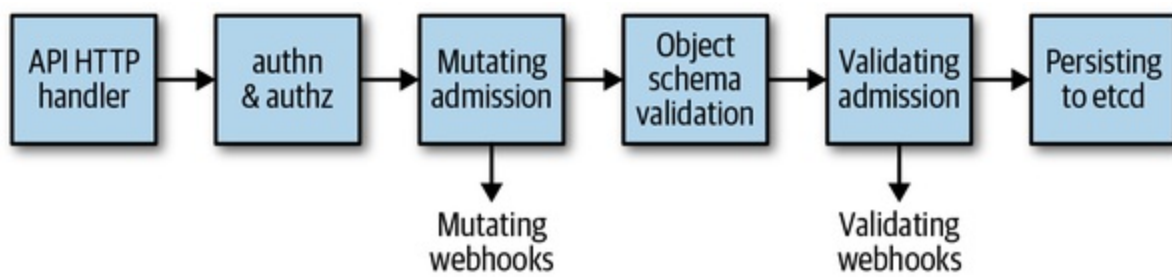 API HTTP
handler
authn
& authz
Mutating
admission
Object
schema
validation
Validating
admission
Persisting
to etcd
Mutating
webhooks
Validating
webhooks